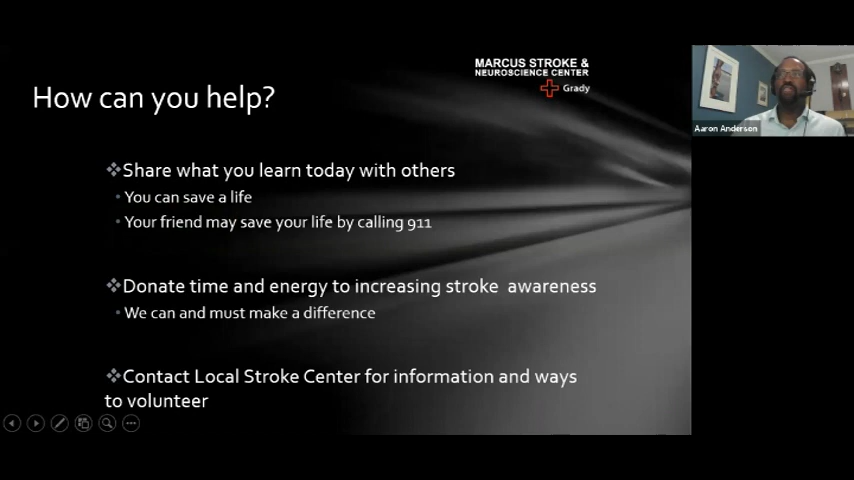 MARCUS STROKE &
NEUROSCIENCE CENTER
Grady
How can you help?
Aaron Anderson
❖Share what you learn today with others
• You can save a life
• Your friend may save your life by calling 911
❖Donate time and energy to increasing stroke  awareness
• We can and must make a difference
❖Contact Local Stroke Center for information and ways
to volunteer